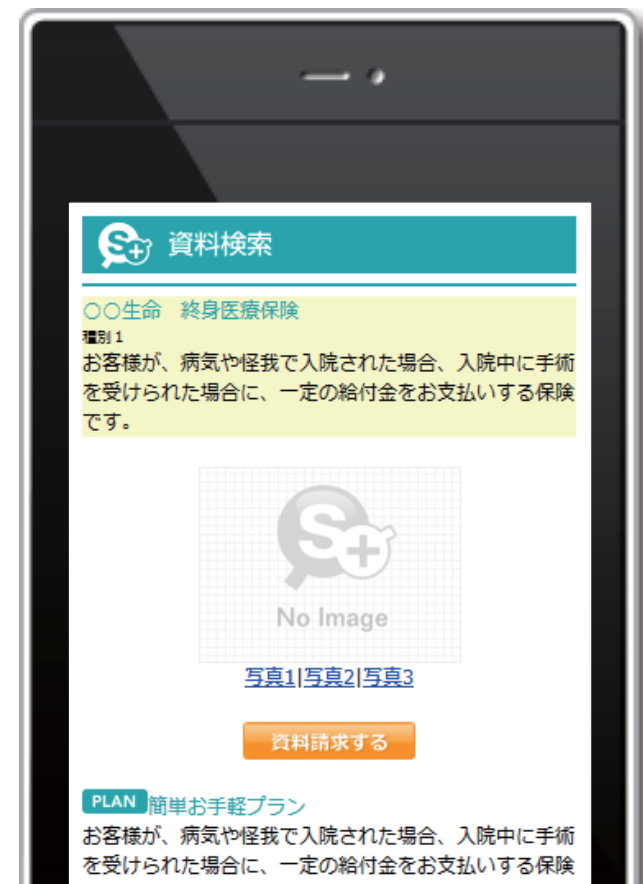 S+ 資料検索
○○生命　終身医療保険
種別1
お客様が、病気や怪我で入院された場合、入院中に手術
を受けられた場合に、一定の給付金をお支払いする保険
です。
S+
No Image
写真1|写真2|写真3
資料請求する
PLAN 簡単お手軽プラン
お客様が、病気や怪我で入院された場合、入院中に手術
を受けられた場合に、一定の給付金をお支払いする保険